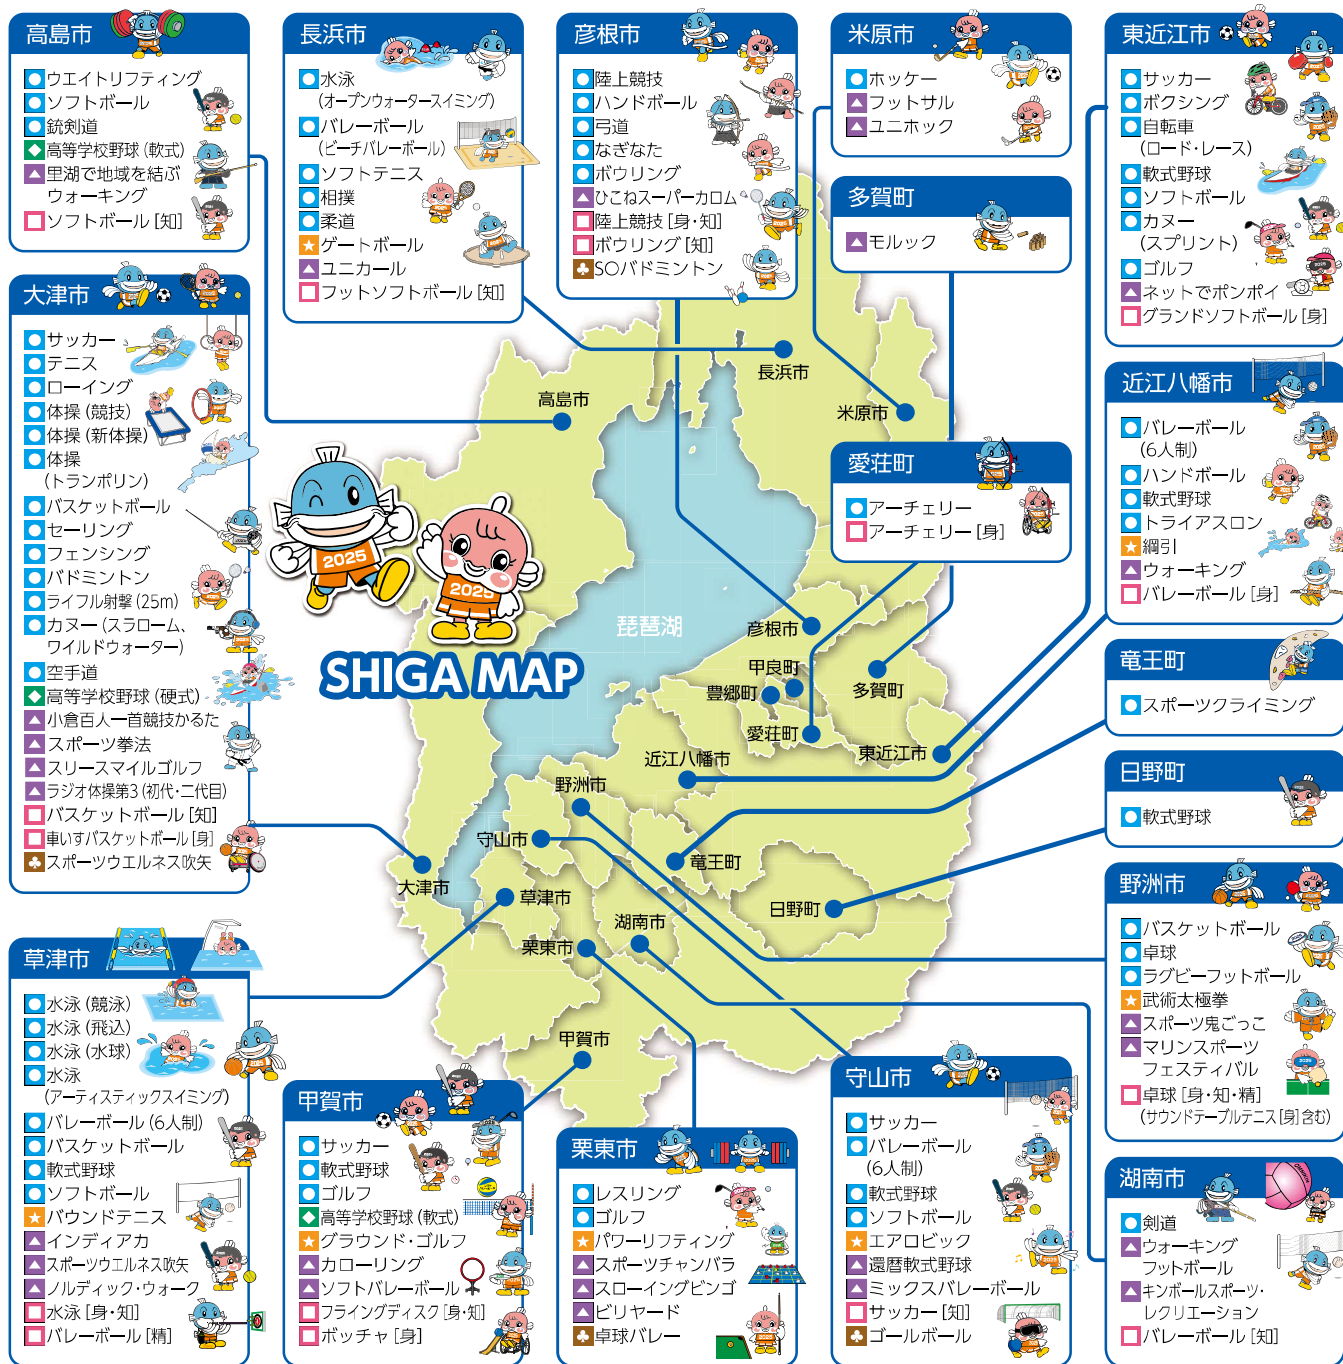 高島市
ウエイトリフティング
ソフトボール
銃剣道
高等学校野球(軟式)
里湖で地域を結ぶ
ウォーキング
ソフトボール[知]
長浜市
水泳
(オープンウォータースイミング)
バレーボール
(ビーチバレーボール)
ソフトテニス
相撲
柔道
ゲートボール
ユニカール
フットソフトボール[知]
彦根市
陸上競技
ハンドボール
弓道
なぎなた
ボウリング
ひこねスーパーカロム
陸上競技[身・知]
ボウリング[知]
SOバドミントン
米原市
ホッケー
フットサル
ユニホック
多賀町
モルック
東近江市
サッカー
ボクシング
自転車
(ロード・レース)
軟式野球
ソフトボール
カヌー
(スプリント)
ゴルフ
ネットでポンポイ
グランドソフトボール[身]
大津市
サッカー
テニス
ローイング
体操(競技)
体操(新体操)
体操
(トランポリン)
バスケットボール
セーリング
フェンシング
バドミントン
ライフル射撃(25m)
カヌー(スラローム、
ワイルドウォーター)
空手道
高等学校野球(硬式)
小倉百人一首競技かるた
スポーツ拳法
スリースマイルゴルフ
ラジオ体操第3(初代・二代目)
バスケットボール[知]
車いすバスケットボール[身]
スポーツウエルネス吹矢
近江八幡市
バレーボール
(6人制)
ハンドボール
軟式野球
トライアスロン
綱引
ウォーキング
バレーボール[身]
愛荘町
アーチェリー
アーチェリー[身]
竜王町
スポーツクライミング
日野町
軟式野球
野洲市
バスケットボール
卓球
ラグビーフットボール
武術太極拳
スポーツ鬼ごっこ
マリンスポーツ
フェスティバル
卓球[身・知・精]
(サウンドテーブルテニス[身]含む)
草津市
水泳(競泳)
水泳(飛込)
水泳(水球)
水泳
(アーティスティックスイミング)
バレーボール(6人制)
バスケットボール
軟式野球
ソフトボール
バウンドテニス
インディアカ
スポーツウエルネス吹矢
ノルディック・ウォーク
水泳[身・知]
バレーボール[精]
甲賀市
サッカー
軟式野球
ゴルフ
高等学校野球(軟式)
グラウンド・ゴルフ
カローリング
ソフトバレーボール
フライングディスク[身・知]
ボッチャ[身]
栗東市
レスリング
ゴルフ
パワーリフティング
スポーツチャンバラ
スローイングビンゴ
ビリヤード
卓球バレー
守山市
サッカー
バレーボール
(6人制)
軟式野球
ソフトボール
エアロビック
還暦軟式野球
ミックスバレーボール
サッカー[知]
ゴールボール
湖南市
剣道
ウォーキング
フットボール
キンボールスポーツ・
レクリエーション
バレーボール[知]
2025
2025
SHIGA MAP
琵琶湖
高島市
長浜市
米原市
彦根市
甲良町
豊郷町
多賀町
愛荘町
東近江市
近江八幡市
野洲市
守山市
竜王町
大津市
草津市
日野町
湖南市
栗東市
甲賀市